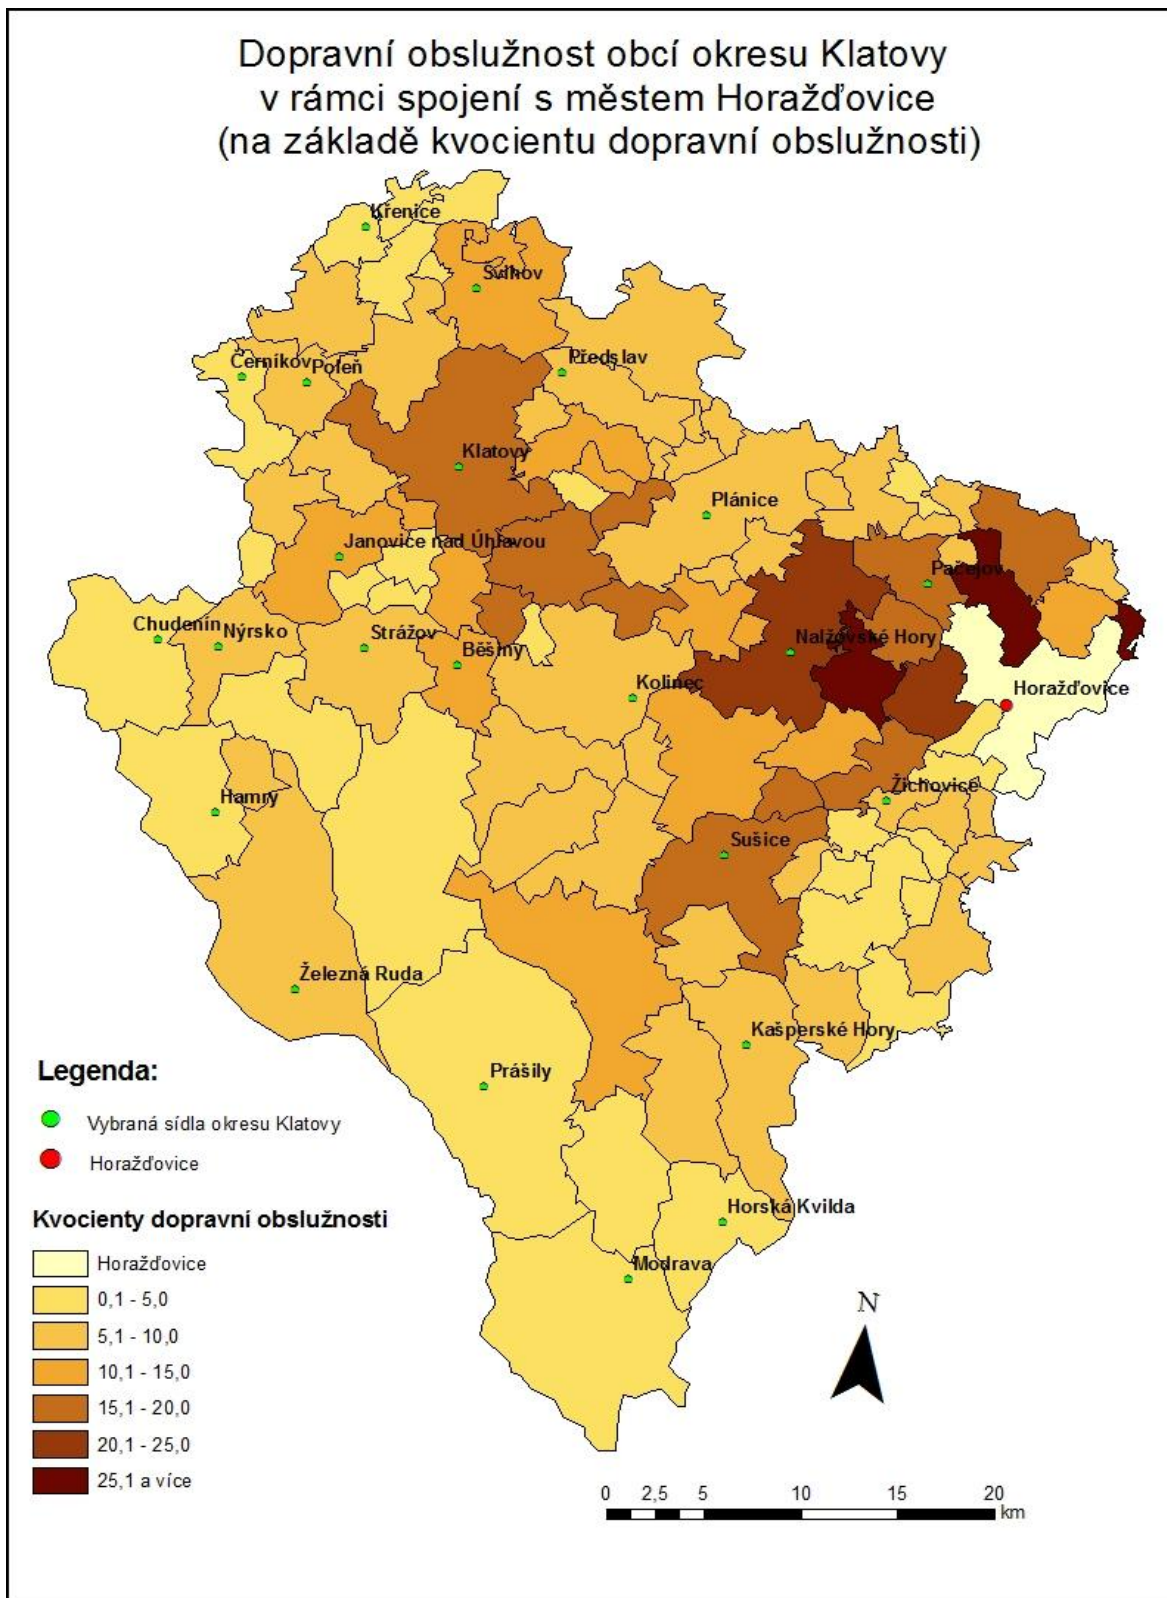 Dopravní obslužnost obcí okresu Klatovy
v rámci spojení s městem Horažďovice
(na základě kvocientu dopravní obslužnosti)
Křenice
Švihov
Předslav
Černíkov
Poleň
Klatovy
Plánice
Janovice nad Úhlavou
Pačejov
Chudenín
Nýrsko
Strážov
Běšiny
Nalžovské Hory
Kolinec
Horažďovice
Hamry
Žichovice
Sušice
Železná Ruda
Kašperské Hory
Prášily
Horská Kvilda
Modrava
Legenda:
Vybraná sídla okresu Klatovy
Horažďovice
Kvocienty dopravní obslužnosti
Horažďovice
0,1 - 5,0
5,1 - 10,0
10,1 - 15,0
15,1 - 20,0
20,1 - 25,0
25,1 a více
N
0 2,5 5 10 15 20
km